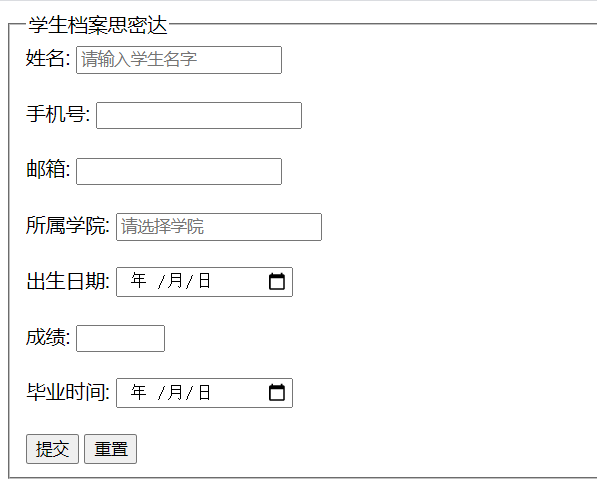 学生档案思密达
姓名: 请输入学生名字
手机号:
邮箱:
所属学院: 请选择学院
出生日期: 年 /月/日
成绩:
毕业时间: 年 /月/日
提交 重置